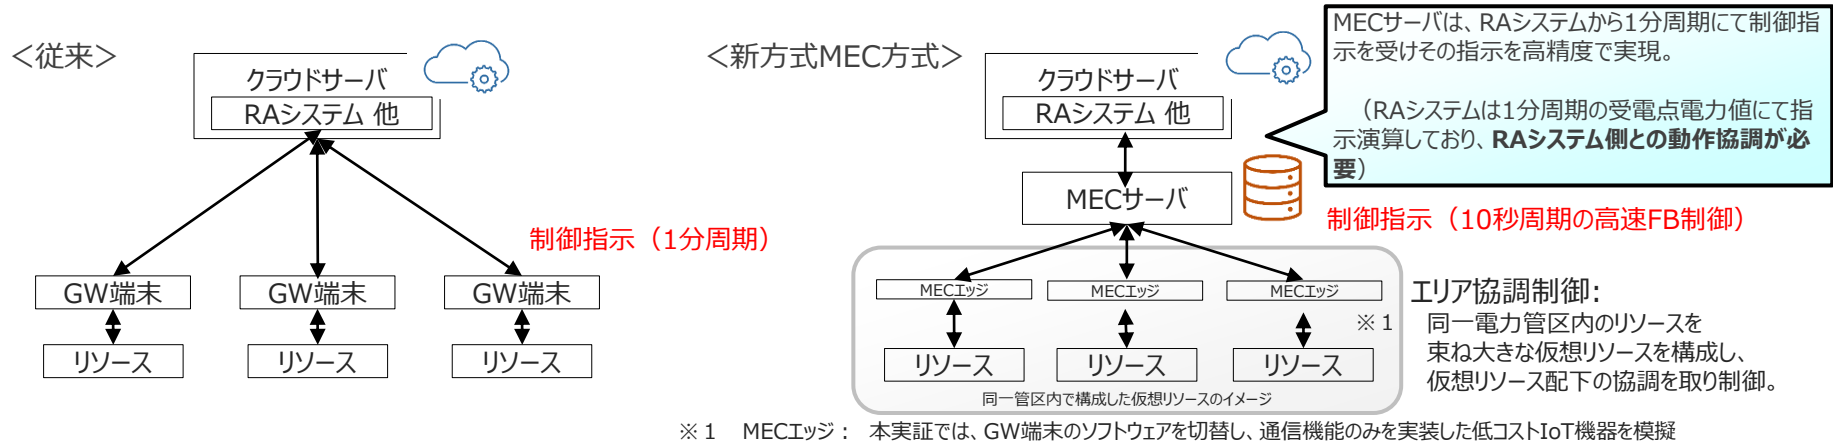 ＜従来＞
クラウドサーバ
RAシステム 他
制御指示（1分周期）
GW端末
GW端末
GW端末
リソース
リソース
リソース
＜新方式MEC方式＞
クラウドサーバ
RAシステム 他
MECサーバ
MECサーバは、RAシステムから1分周期にて制御指
示を受けその指示を高精度で実現。
（RAシステムは1分周期の受電点電力値にて指
示演算しており、RAシステム側との動作協調が必
要）
制御指示（10秒周期の高速FB制御）
MECエッジ
MECエッジ
MECエッジ
※１
リソース
リソース
リソース
同一管区内で構成した仮想リソースのイメージ
エリア協調制御：
同一電力管区内のリソースを
束ね大きな仮想リソースを構成し、
仮想リソース配下の協調を取り制御。
※１　MECエッジ： 本実証では、GW端末のソフトウェアを切替し、通信機能のみを実装した低コストIoT機器を模擬